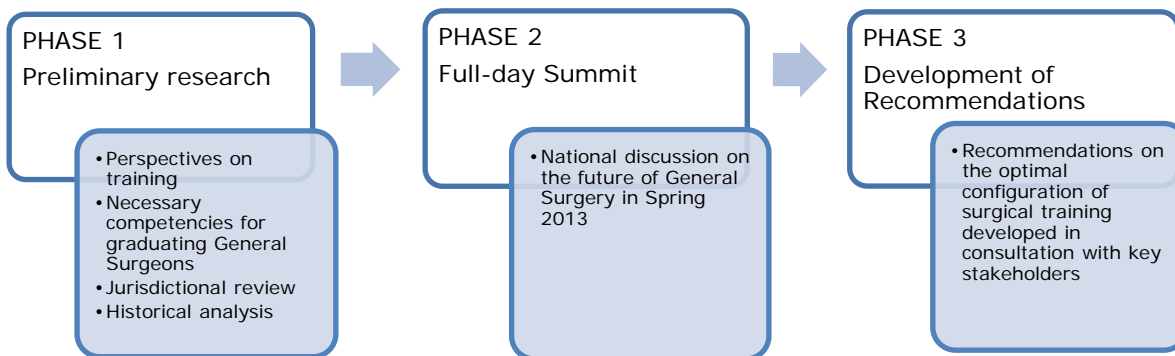 PHASE 1
Preliminary research
• Perspectives on
training
• Necessary
competencies for
graduating General
Surgeons
• Jurisdictional review
• Historical analysis
PHASE 2
Full-day Summit
• National discussion on
the future of General
Surgery in Spring
2013
PHASE 3
Development of
Recommendations
• Recommendations on
the optimal
configuration of
surgical training
developed in
consultation with key
stakeholders